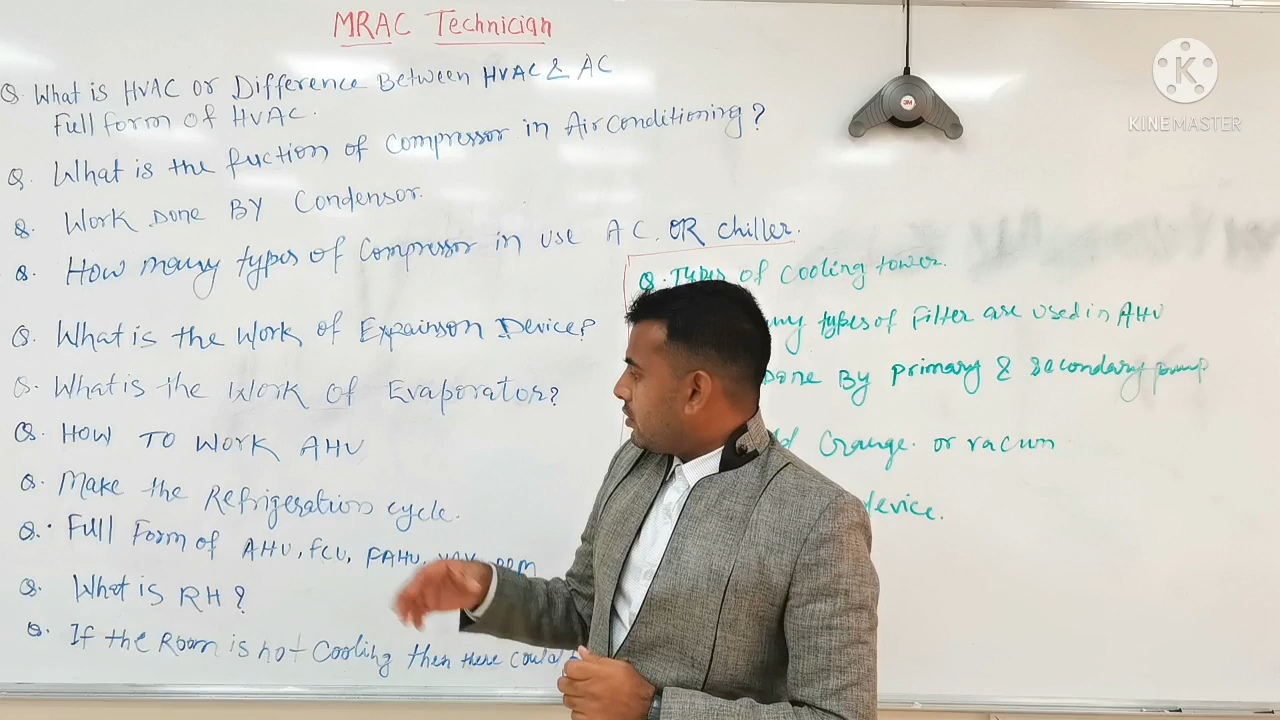 MRAC Technician
Q. What is HVAC or Difference Between HVAC & AC
Full form of HVAC.
Q. What is the fuction of Compressor in Airconditioning?
Q. Work Done BY Condensor.
Q. How many types of Compressor in use AC. OR chiller.
Q. What is the work of Expainson Device?
Q. What is the Work of Evaporator?
Q. HOW TO WORK AHU
Q. Make the Refrigeration cycle.
Q. Full Form of AHU, FCU, FAHU,
Q. What is RH?
Q. If the Room is not Cooling then there could
Q. Types of Cooling tower.
types of Filter are used in AHU
Done By primary & secondary pump
or vacum
device.
3M
K
KINEMASTER